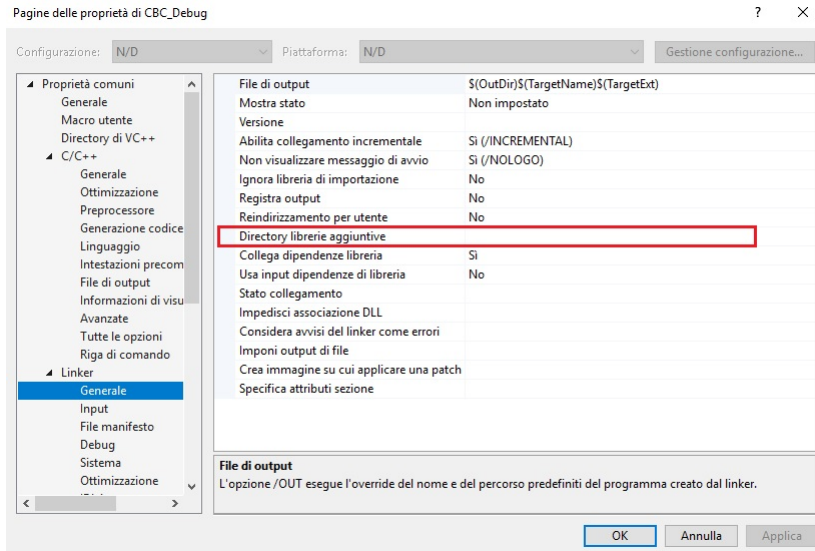 Pagine delle proprietà di CBC_Debug ? X
Configurazione: N/D Piattaforma: N/D Gestione configurazione...
Proprietà comuni
Generale
Macro utente
Directory di VC++
C/C++
Generale
Ottimizzazione
Preprocessore
Generazione codice
Linguaggio
Intestazioni precom
File di output
Informazioni di visu
Avanzate
Tutte le opzioni
Riga di comando
Linker
Generale
Input
File manifesto
Debug
Sistema
Ottimizzazione
File di output $(OutDir)$(TargetName)$(TargetExt)
Mostra stato Non impostato
Versione
Abilita collegamento incrementale Sì (/INCREMENTAL)
Non visualizzare messaggio di avvio Sì (/NOLOGO)
Ignora libreria di importazione No
Registra output No
Reindirizzamento per utente No
Directory librerie aggiuntive
Collega dipendenze libreria Sì
Usa input dipendenze di libreria No
Stato collegamento
Impedisci associazione DLL
Considera avvisi del linker come errori
Imponi output di file
Crea immagine su cui applicare una patch
Specifica attributi sezione
File di output
L'opzione /OUT esegue l'override del nome e del percorso predefiniti del programma creato dal linker.
OK Annulla Applica